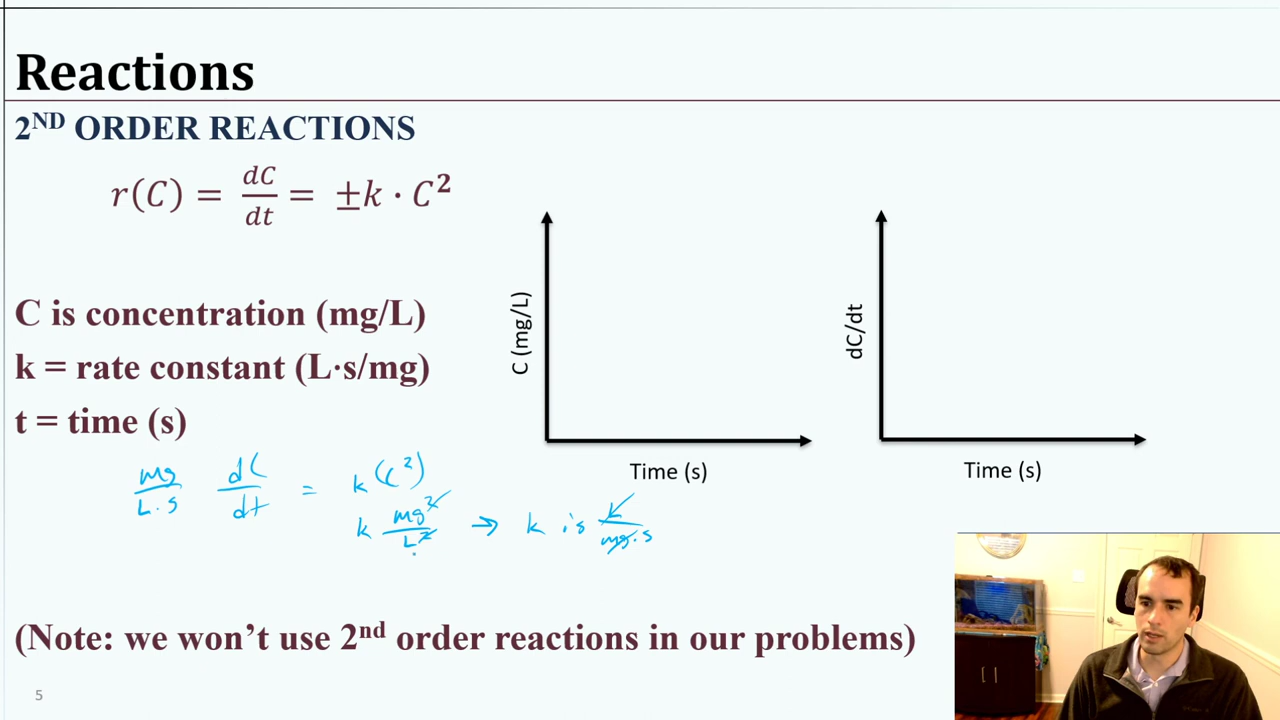 Reactions
2ND ORDER REACTIONS
r(C) = dC/dt = ±k · C²
C is concentration (mg/L)
k = rate constant (L·s/mg)
t = time (s)
mg/L·s dC/dt = k(C²)
k mg²/L² → k is L/mg·s
C (mg/L)
Time (s)
dC/dt
Time (s)
(Note: we won’t use 2nd order reactions in our problems)
5